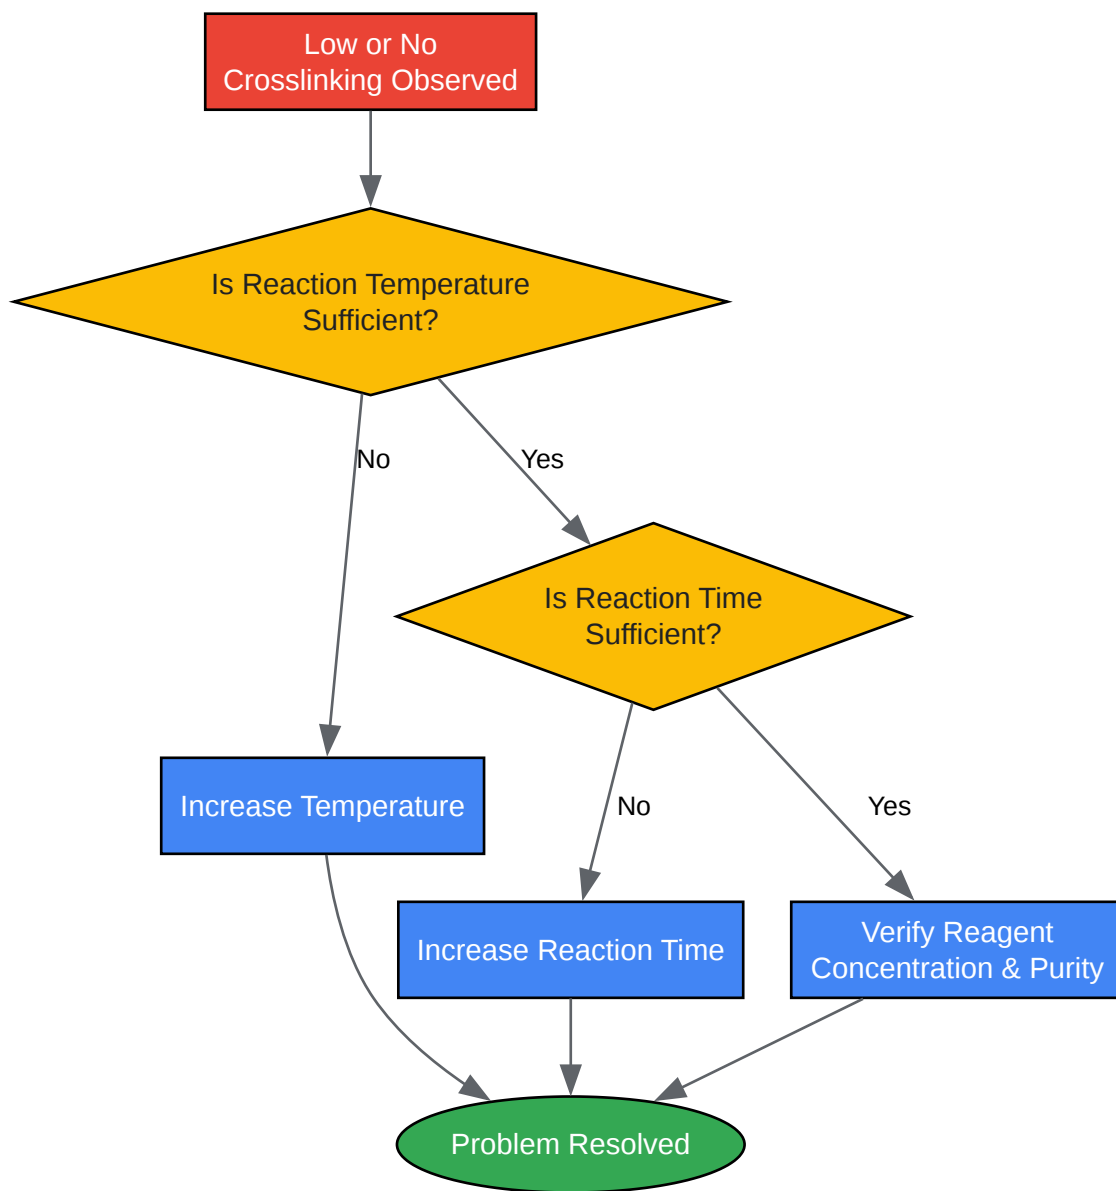 Low or No
Crosslinking Observed
Is Reaction Temperature
Sufficient?
No
Yes
Is Reaction Time
Sufficient?
Increase Temperature
No
Yes
Increase Reaction Time
Verify Reagent
Concentration & Purity
Problem Resolved